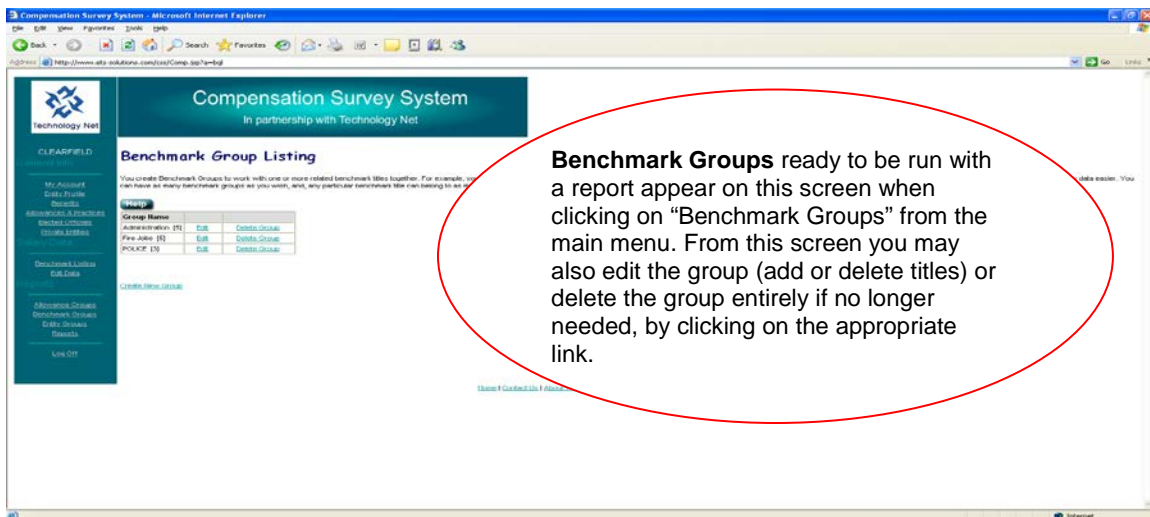 Compensation Survey System - Microsoft Internet Explorer
File Edit View Favorites Tools Help
Back Search Favorites
Address http://www.ats-solutions.com/css/Comp.jsp?a=bgl Go Links
Technology Net
Compensation Survey System
In partnership with Technology Net
CLEARFIELD
My Account
Entity Profile
Benefits
Allowances & Practices
Elected Officials
Private Entities
Salary Data
Benchmark Listing
Edit Data
Reports
Allowance Groups
Benchmark Groups
Entity Groups
Reports
Log Off
Benchmark Group Listing
You create Benchmark Groups to work with one or more related benchmark titles together. For example, data easier. You
can have as many benchmark groups as you wish, and, any particular benchmark title can belong to as
Help
Group Name
Administration [5] Edit Delete Group
Fire Jobs [5] Edit Delete Group
POLICE [3] Edit Delete Group
Create New Group
Home | Contact Us | About
Benchmark Groups ready to be run with
a report appear on this screen when
clicking on “Benchmark Groups” from the
main menu. From this screen you may
also edit the group (add or delete titles) or
delete the group entirely if no longer
needed, by clicking on the appropriate
link.
Internet